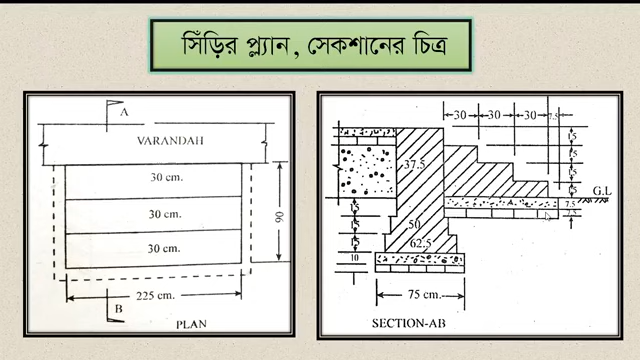 সিঁড়ির প্ল্যান, সেকশানের চিত্র
A
VARANDAH
30 cm.
30 cm.
30 cm.
90
225 cm.
B
PLAN
30 30 30 7.5
15
15
15
15
G.L
7.5
7.5
37.5
A
15
15
15
10
50
62.5
75 cm.
SECTION-AB